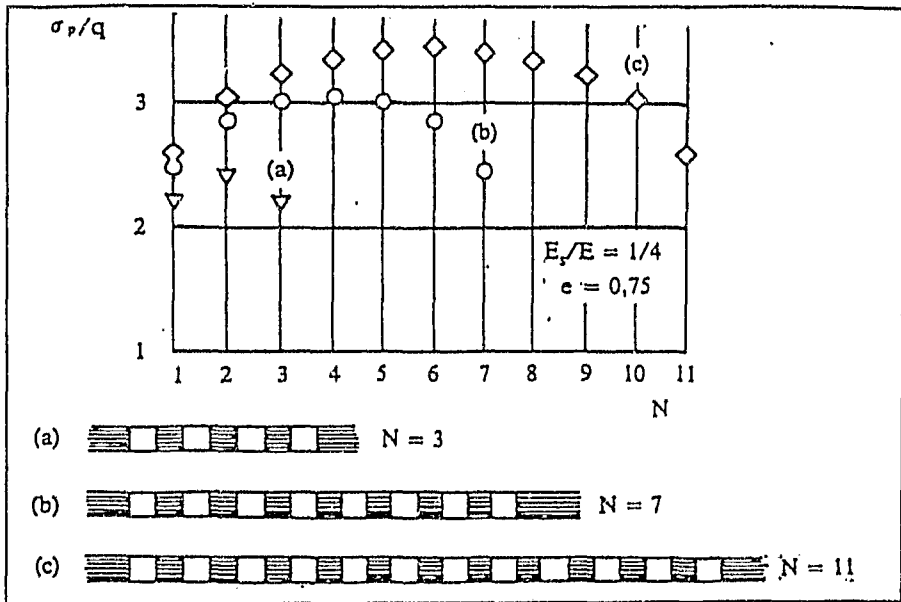 σₚ/q
(c)
3
(b)
(a)
2
Eₛ/E = 1/4
e = 0,75
1
1 2 3 4 5 6 7 8 9 10 11
N
(a) N = 3
(b) N = 7
(c) N = 11